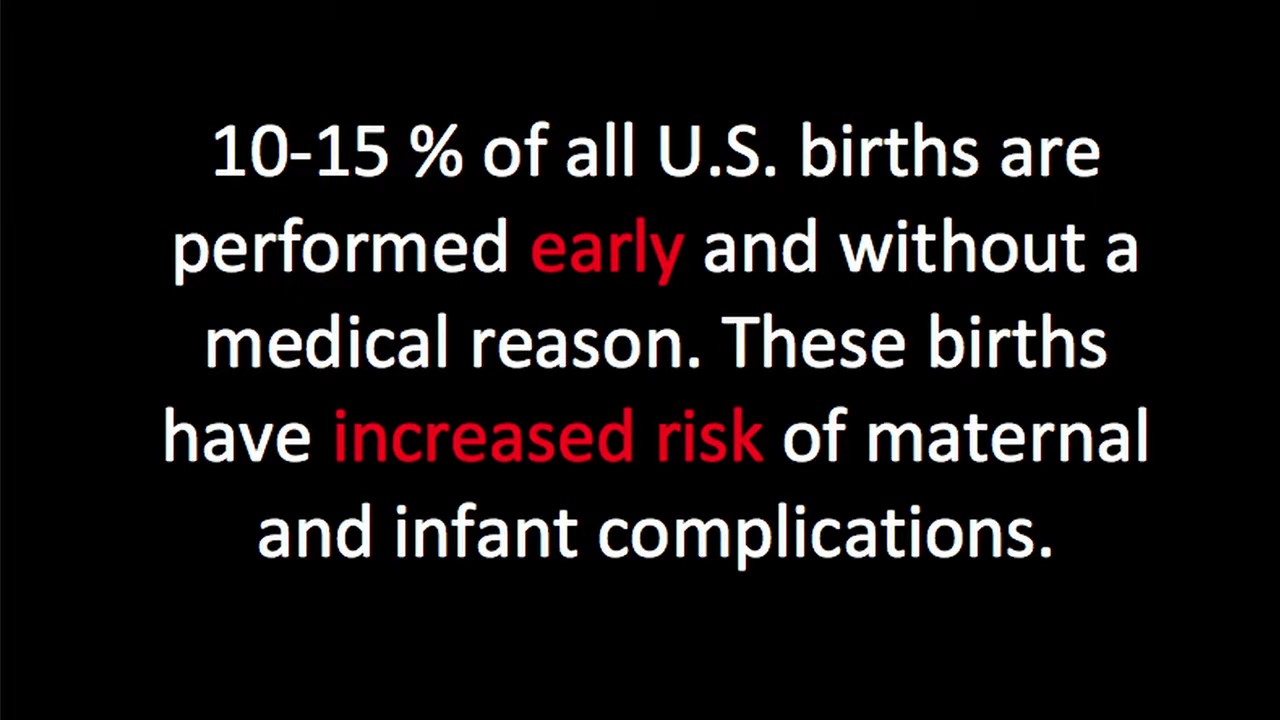 10-15 % of all U.S. births are
performed early and without a
medical reason. These births
have increased risk of maternal
and infant complications.